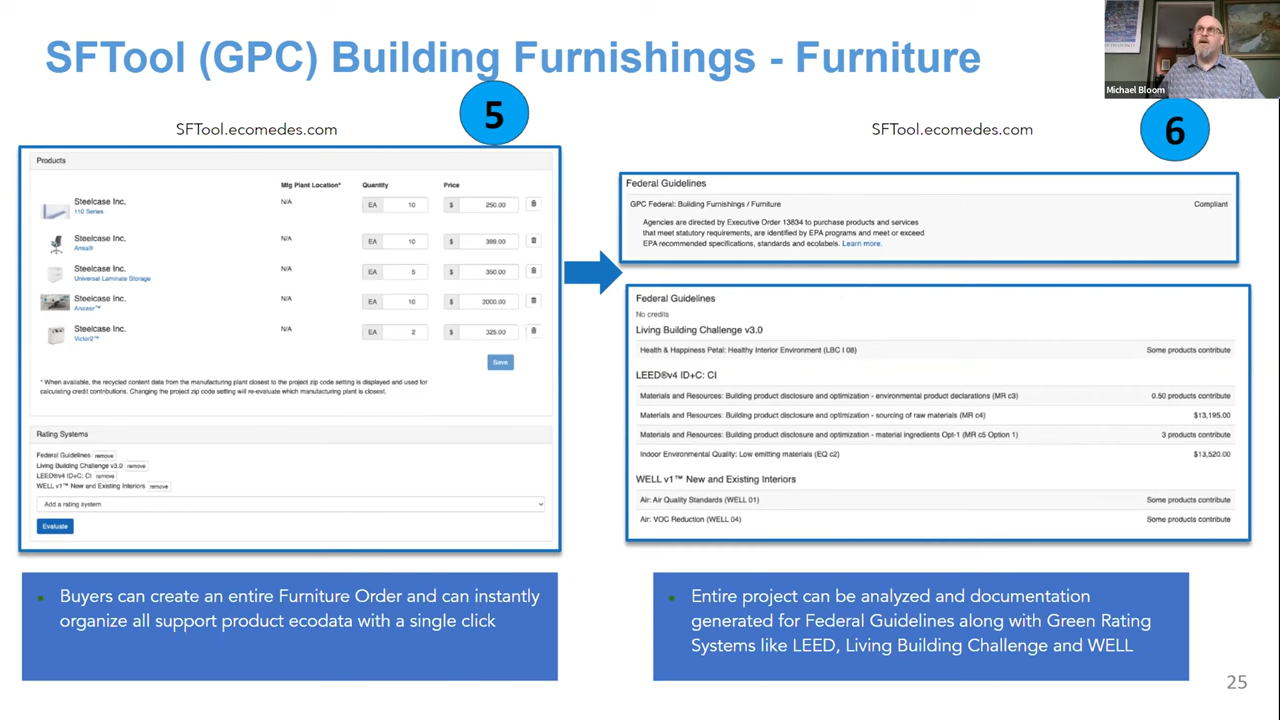 SFTool (GPC) Building Furnishings - Furniture
Michael Bloom
5
SFTool.ecomedes.com
Products
Mfg Plant Location* Quantity Price
Steelcase Inc. N/A EA 10 $ 250.00
110 Series
Steelcase Inc. N/A EA 10 $ 399.00
Amia®
Steelcase Inc. N/A EA 5 $ 350.00
Universal Laminate Storage
Steelcase Inc. N/A EA 10 $ 2000.00
Answer™
Steelcase Inc. N/A EA 2 $ 325.00
Victor2™
Save
* When available, the recycled content data from the manufacturing plant closest to the project zip code setting is displayed and used for
calculating credit contributions. Changing the project zip code setting will re-evaluate which manufacturing plant is closest.
Rating Systems
Federal Guidelines remove
Living Building Challenge v3.0 remove
LEED®v4 ID+C: CI remove
WELL v1™ New and Existing Interiors remove
Add a rating system
Evaluate
Buyers can create an entire Furniture Order and can instantly
organize all support product ecodata with a single click
6
SFTool.ecomedes.com
Federal Guidelines
GPC Federal: Building Furnishings / Furniture Compliant
Agencies are directed by Executive Order 13834 to purchase products and services
that meet statutory requirements, are identified by EPA programs and meet or exceed
EPA recommended specifications, standards and ecolabels. Learn more.
Federal Guidelines
No credits
Living Building Challenge v3.0
Health & Happiness Petal: Healthy Interior Environment (LBC I 08) Some products contribute
LEED®v4 ID+C: CI
Materials and Resources: Building product disclosure and optimization - environmental product declarations (MR c3) 0.50 products contribute
Materials and Resources: Building product disclosure and optimization - sourcing of raw materials (MR c4) $13,195.00
Materials and Resources: Building product disclosure and optimization - material ingredients Opt-1 (MR c5 Option 1) 3 products contribute
Indoor Environmental Quality: Low emitting materials (EQ c2) $13,520.00
WELL v1™ New and Existing Interiors
Air: Air Quality Standards (WELL 01) Some products contribute
Air: VOC Reduction (WELL 04) Some products contribute
Entire project can be analyzed and documentation
generated for Federal Guidelines along with Green Rating
Systems like LEED, Living Building Challenge and WELL
25